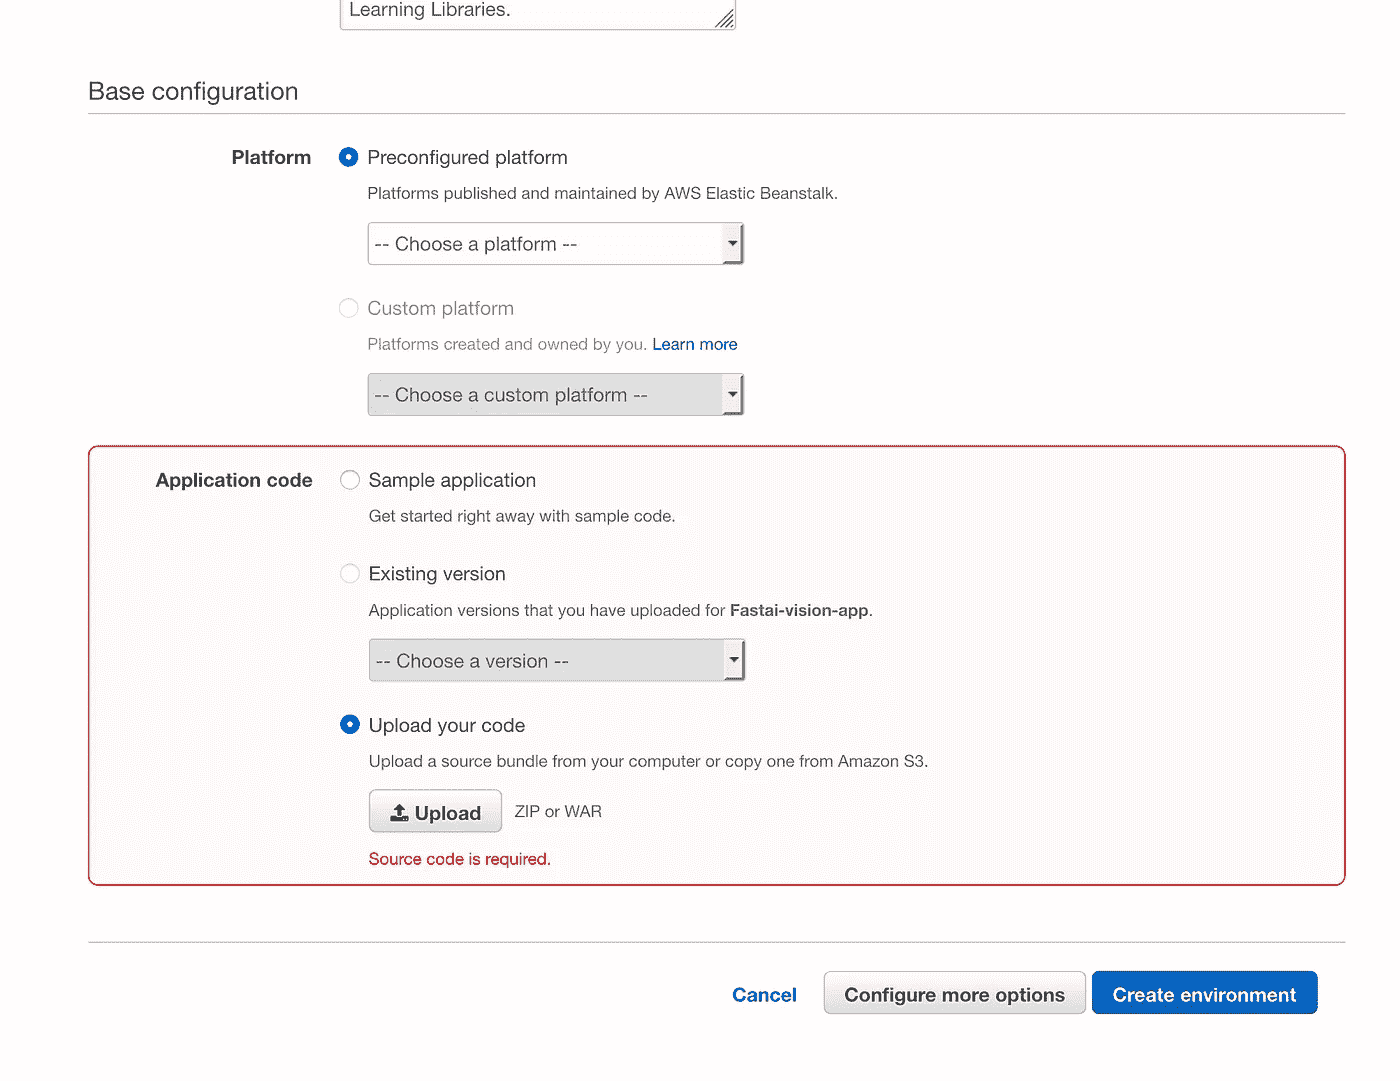 Learning Libraries.
Base configuration
Platform
Preconfigured platform
Platforms published and maintained by AWS Elastic Beanstalk.
-- Choose a platform --
Custom platform
Platforms created and owned by you. Learn more
-- Choose a custom platform --
Application code
Sample application
Get started right away with sample code.
Existing version
Application versions that you have uploaded for Fastai-vision-app.
-- Choose a version --
Upload your code
Upload a source bundle from your computer or copy one from Amazon S3.
Upload ZIP or WAR
Source code is required.
Cancel Configure more options Create environment